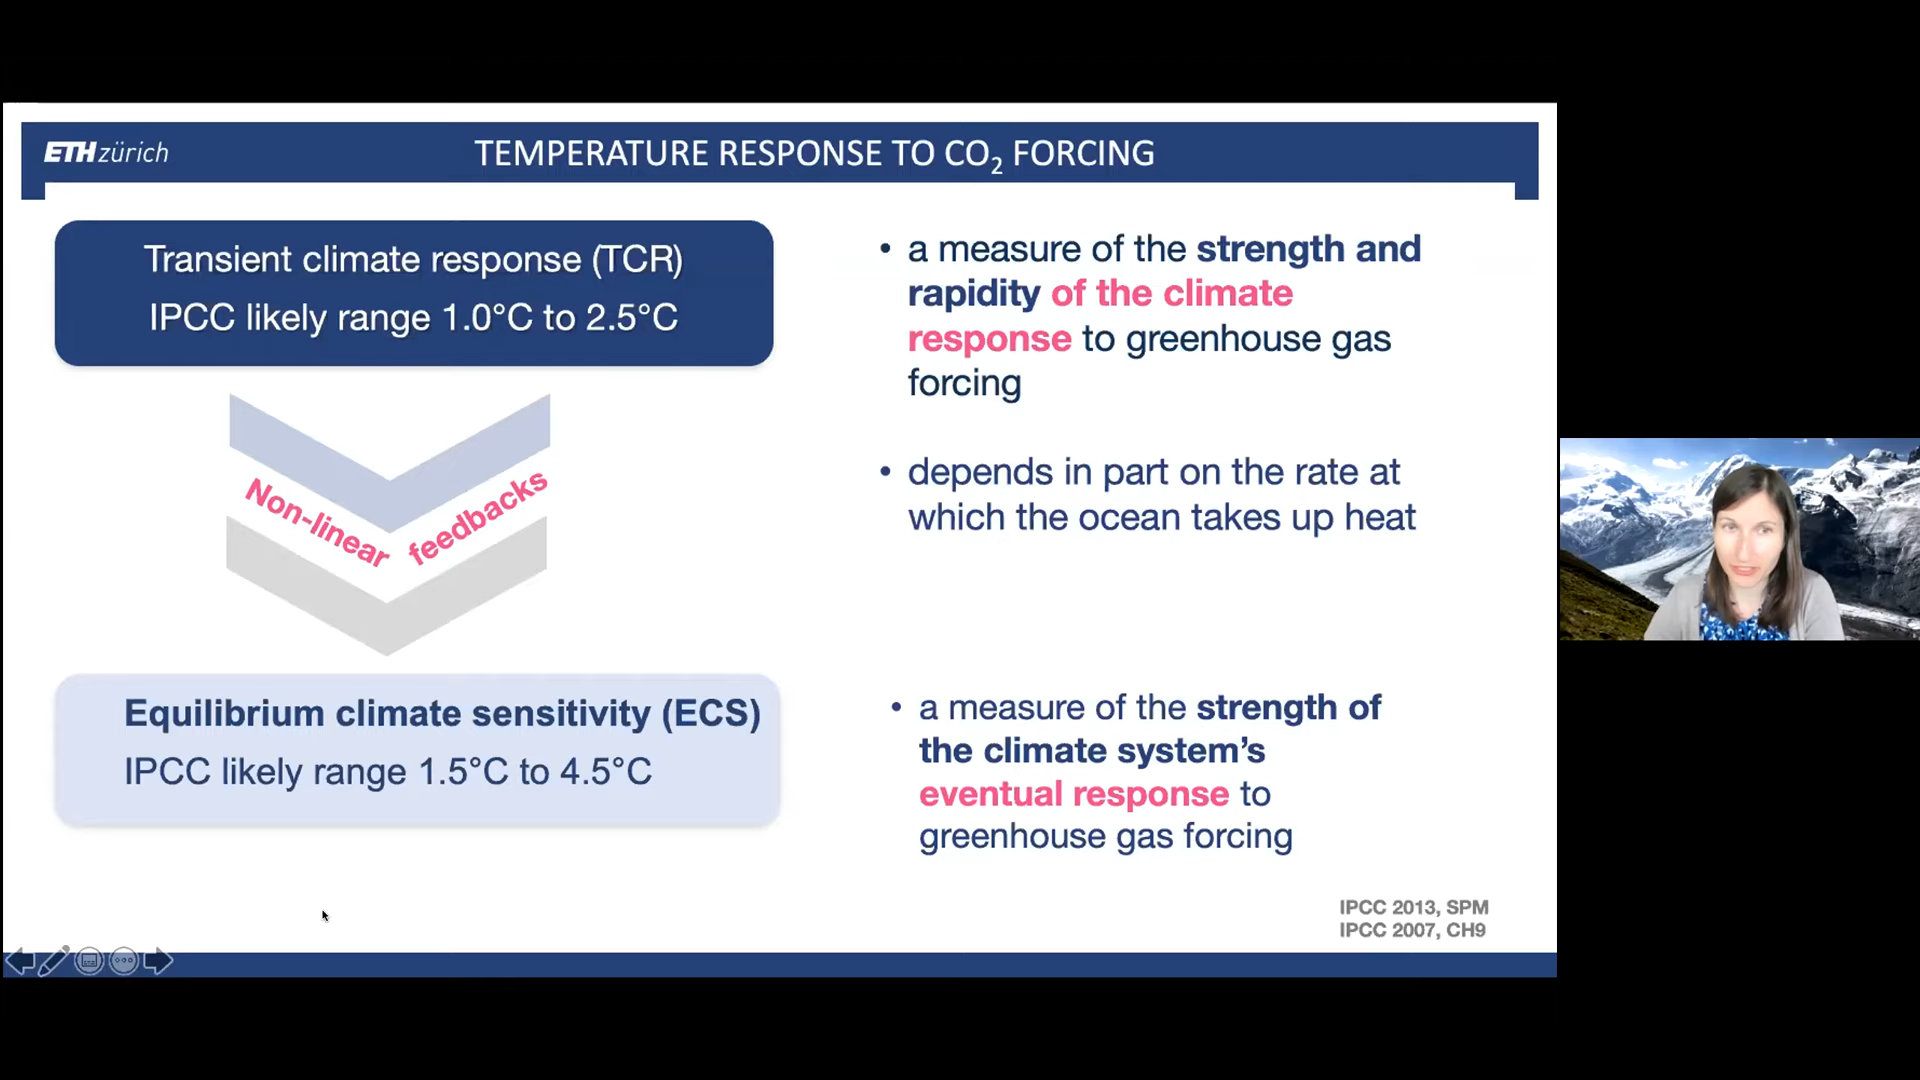 ETH zürich
TEMPERATURE RESPONSE TO CO₂ FORCING
Transient climate response (TCR)
IPCC likely range 1.0°C to 2.5°C
• a measure of the strength and
rapidity of the climate
response to greenhouse gas
forcing
• depends in part on the rate at
which the ocean takes up heat
Non-linear feedbacks
Equilibrium climate sensitivity (ECS)
IPCC likely range 1.5°C to 4.5°C
• a measure of the strength of
the climate system's
eventual response to
greenhouse gas forcing
IPCC 2013, SPM
IPCC 2007, CH9